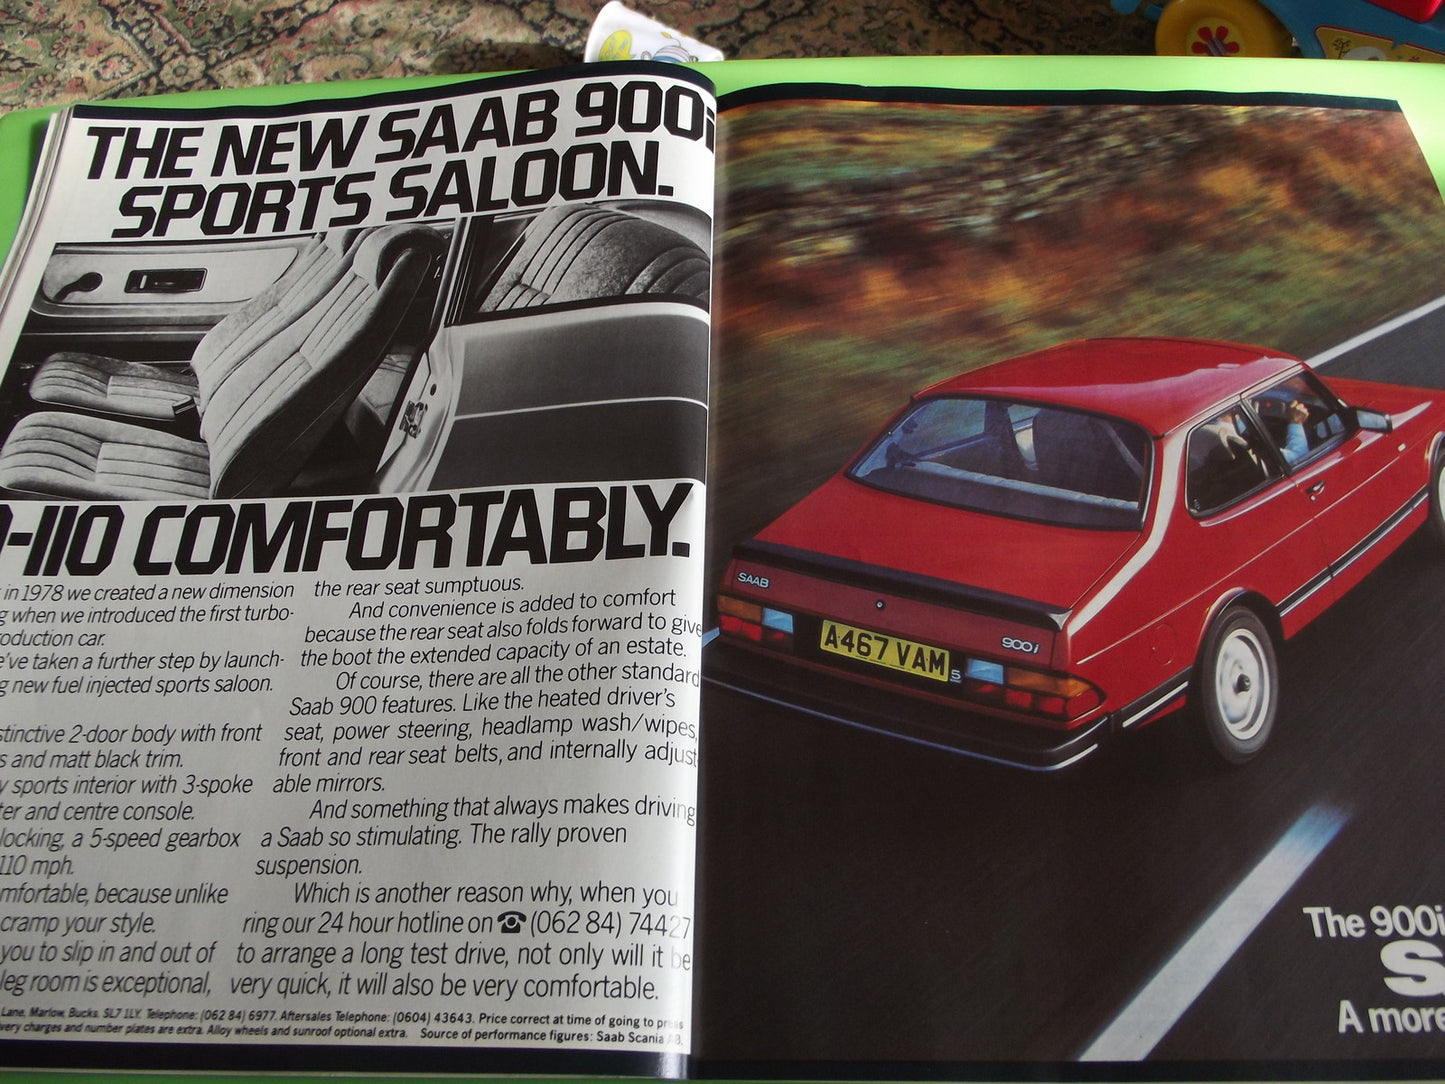 THE NEW SAAB 900i
SPORTS SALOON.
-110 COMFORTABLY.
in 1978 we created a new dimension
g when we introduced the first turbo-
roduction car.
e've taken a further step by launch-
g new fuel injected sports saloon.
stinctive 2-door body with front
s and matt black trim.
y sports interior with 3-spoke
ter and centre console.
locking, a 5-speed gearbox
110 mph.
mfortable, because unlike
cramp your style.
you to slip in and out of
leg room is exceptional,
the rear seat sumptuous.
And convenience is added to comfort
because the rear seat also folds forward to give
the boot the extended capacity of an estate.
Of course, there are all the other standard
Saab 900 features. Like the heated driver's
seat, power steering, headlamp wash/wipes,
front and rear seat belts, and internally adjust-
able mirrors.
And something that always makes driving
a Saab so stimulating. The rally proven
suspension.
Which is another reason why, when you
ring our 24 hour hotline on ☎ (062 84) 74427
to arrange a long test drive, not only will it be
very quick, it will also be very comfortable.
Lane, Marlow, Bucks. SL7 1LY. Telephone: (062 84) 6977. Aftersales Telephone: (0604) 43643. Price correct at time of going to press
very charges and number plates are extra. Alloy wheels and sunroof optional extra. Source of performance figures: Saab Scania AB.
SAAB
900i
A467 VAM
5
The 900i
S
A more